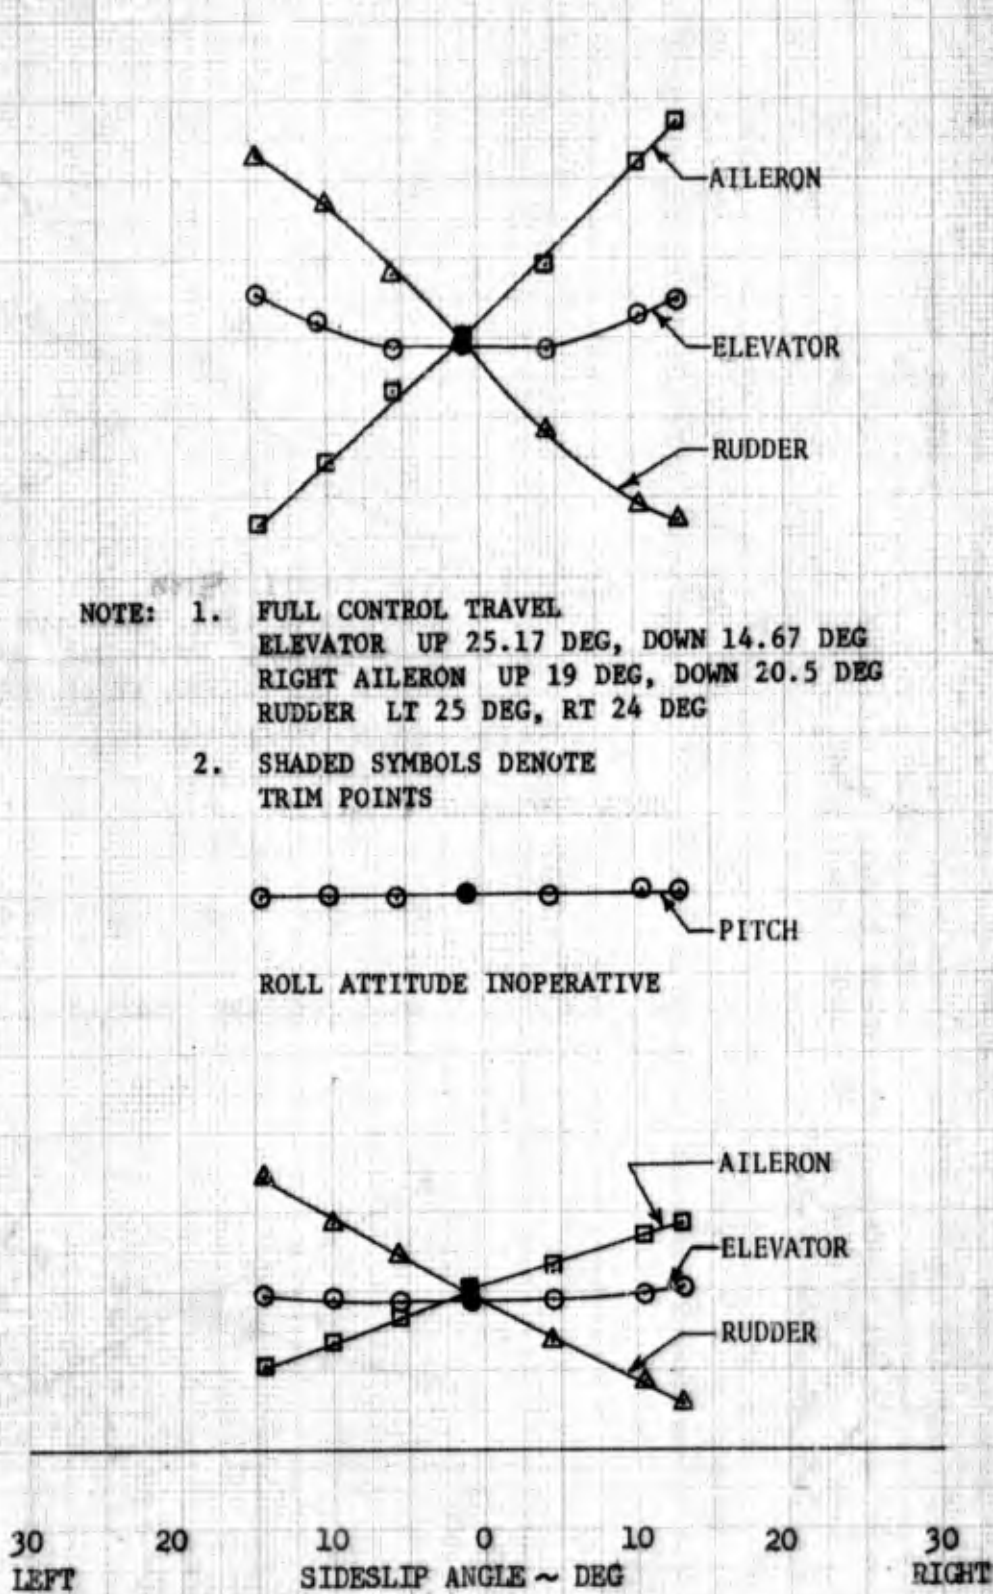 AILERON
ELEVATOR
RUDDER
NOTE: 1. FULL CONTROL TRAVEL
ELEVATOR UP 25.17 DEG, DOWN 14.67 DEG
RIGHT AILERON UP 19 DEG, DOWN 20.5 DEG
RUDDER LT 25 DEG, RT 24 DEG
2. SHADED SYMBOLS DENOTE
TRIM POINTS
PITCH
ROLL ATTITUDE INOPERATIVE
AILERON
ELEVATOR
RUDDER
30 20 10 0 10 20 30
LEFT SIDESLIP ANGLE ~ DEG RIGHT